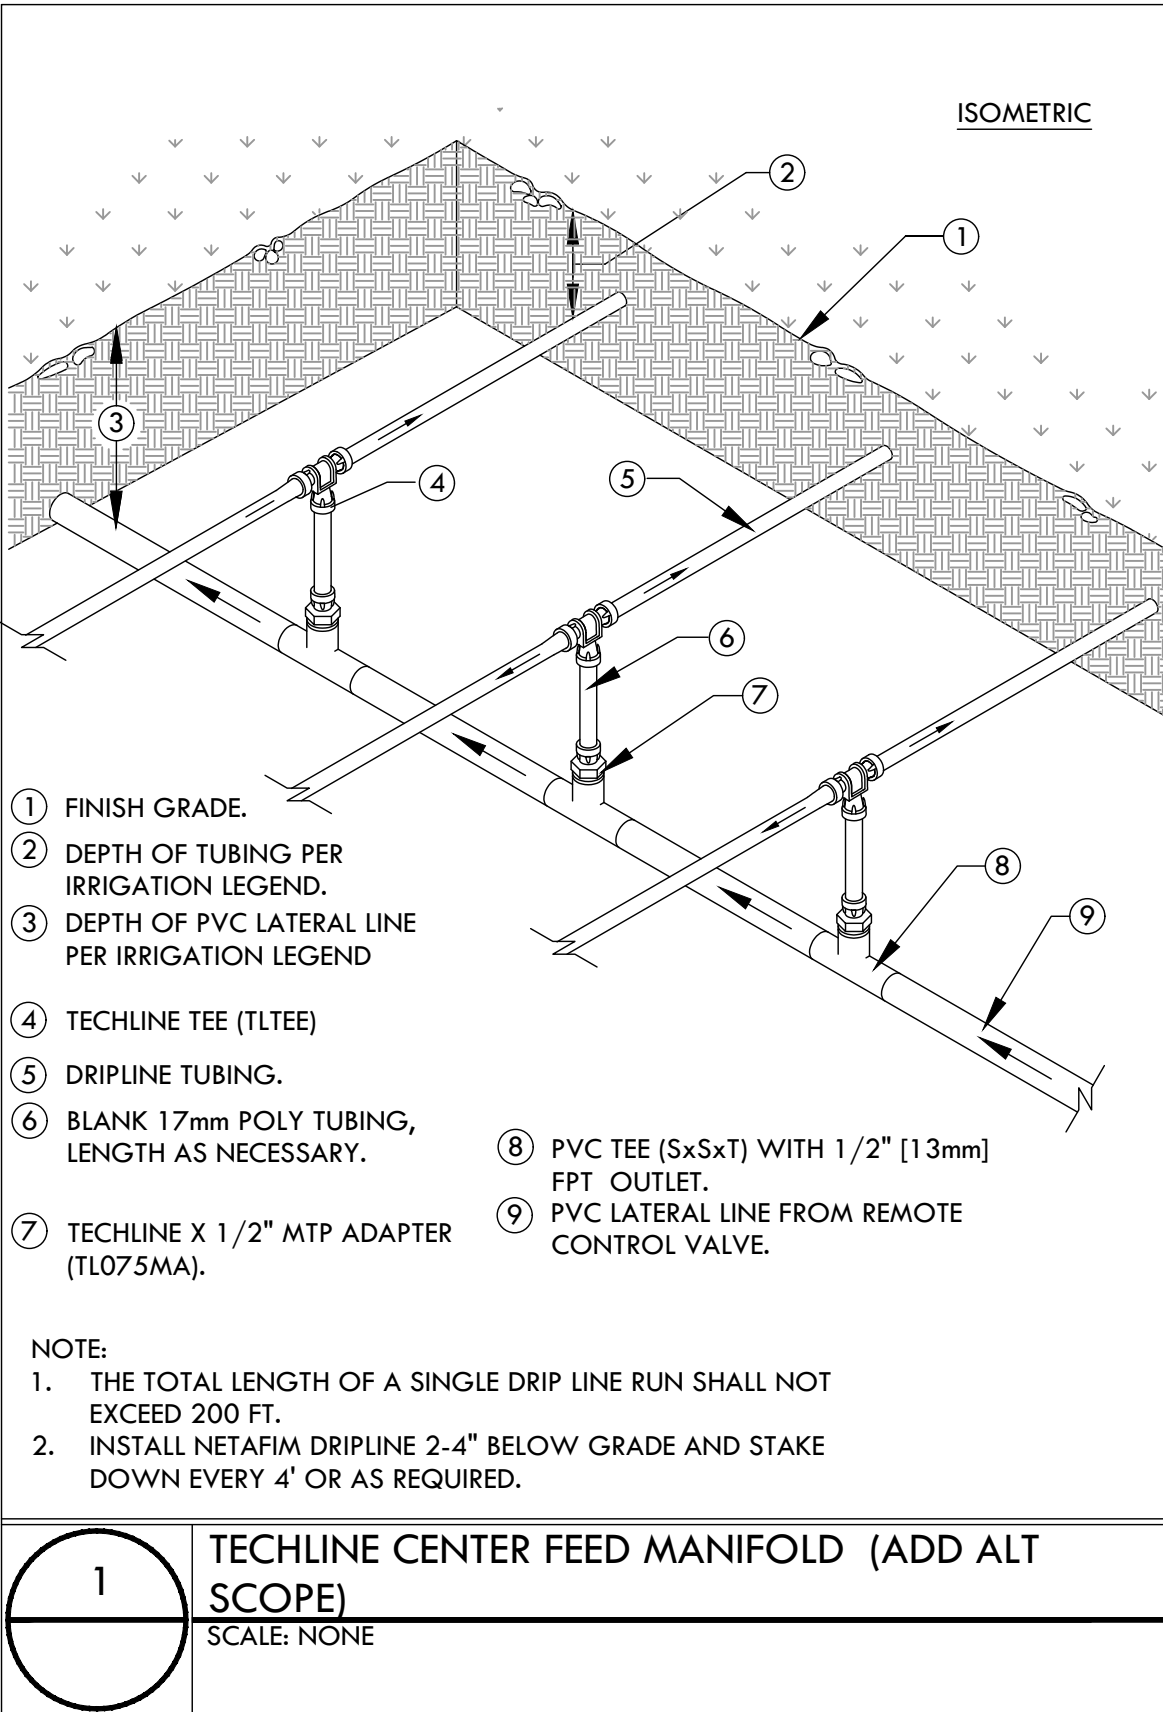 ISOMETRIC
2
1
3
4
5
6
7
8
9
1 FINISH GRADE.
2 DEPTH OF TUBING PER
IRRIGATION LEGEND.
3 DEPTH OF PVC LATERAL LINE
PER IRRIGATION LEGEND
4 TECHLINE TEE (TLTEE)
5 DRIPLINE TUBING.
6 BLANK 17mm POLY TUBING,
LENGTH AS NECESSARY.
7 TECHLINE X 1/2" MTP ADAPTER
(TL075MA).
8 PVC TEE (SxSxT) WITH 1/2" [13mm]
FPT OUTLET.
9 PVC LATERAL LINE FROM REMOTE
CONTROL VALVE.
NOTE:
1. THE TOTAL LENGTH OF A SINGLE DRIP LINE RUN SHALL NOT
EXCEED 200 FT.
2. INSTALL NETAFIM DRIPLINE 2-4" BELOW GRADE AND STAKE
DOWN EVERY 4' OR AS REQUIRED.
1
TECHLINE CENTER FEED MANIFOLD (ADD ALT
SCOPE)
SCALE: NONE